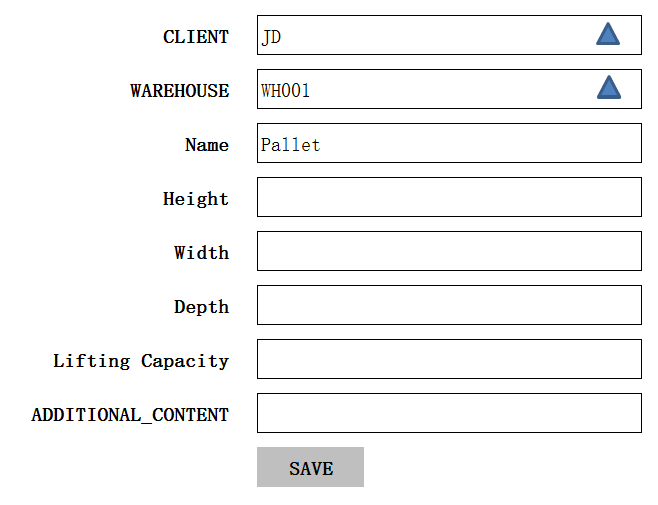 CLIENT JD
WAREHOUSE WH001
Name Pallet
Height
Width
Depth
Lifting Capacity
ADDITIONAL_CONTENT
SAVE